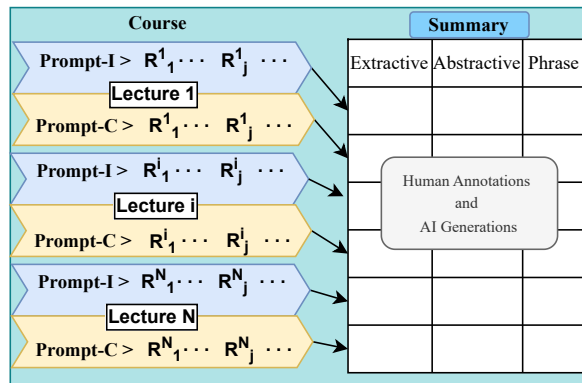 Course
Summary
Prompt-I > R^1_1 · · · R^1_j · · ·
Lecture 1
Prompt-C > R^1_1 · · · R^1_j · · ·
Prompt-I > R^i_1 · · · R^i_j · · ·
Lecture i
Prompt-C > R^i_1 · · · R^i_j · · ·
Prompt-I > R^N_1 · · · R^N_j · · ·
Lecture N
Prompt-C > R^N_1 · · · R^N_j · · ·
Extractive Abstractive Phrase
Human Annotations
and
AI Generations